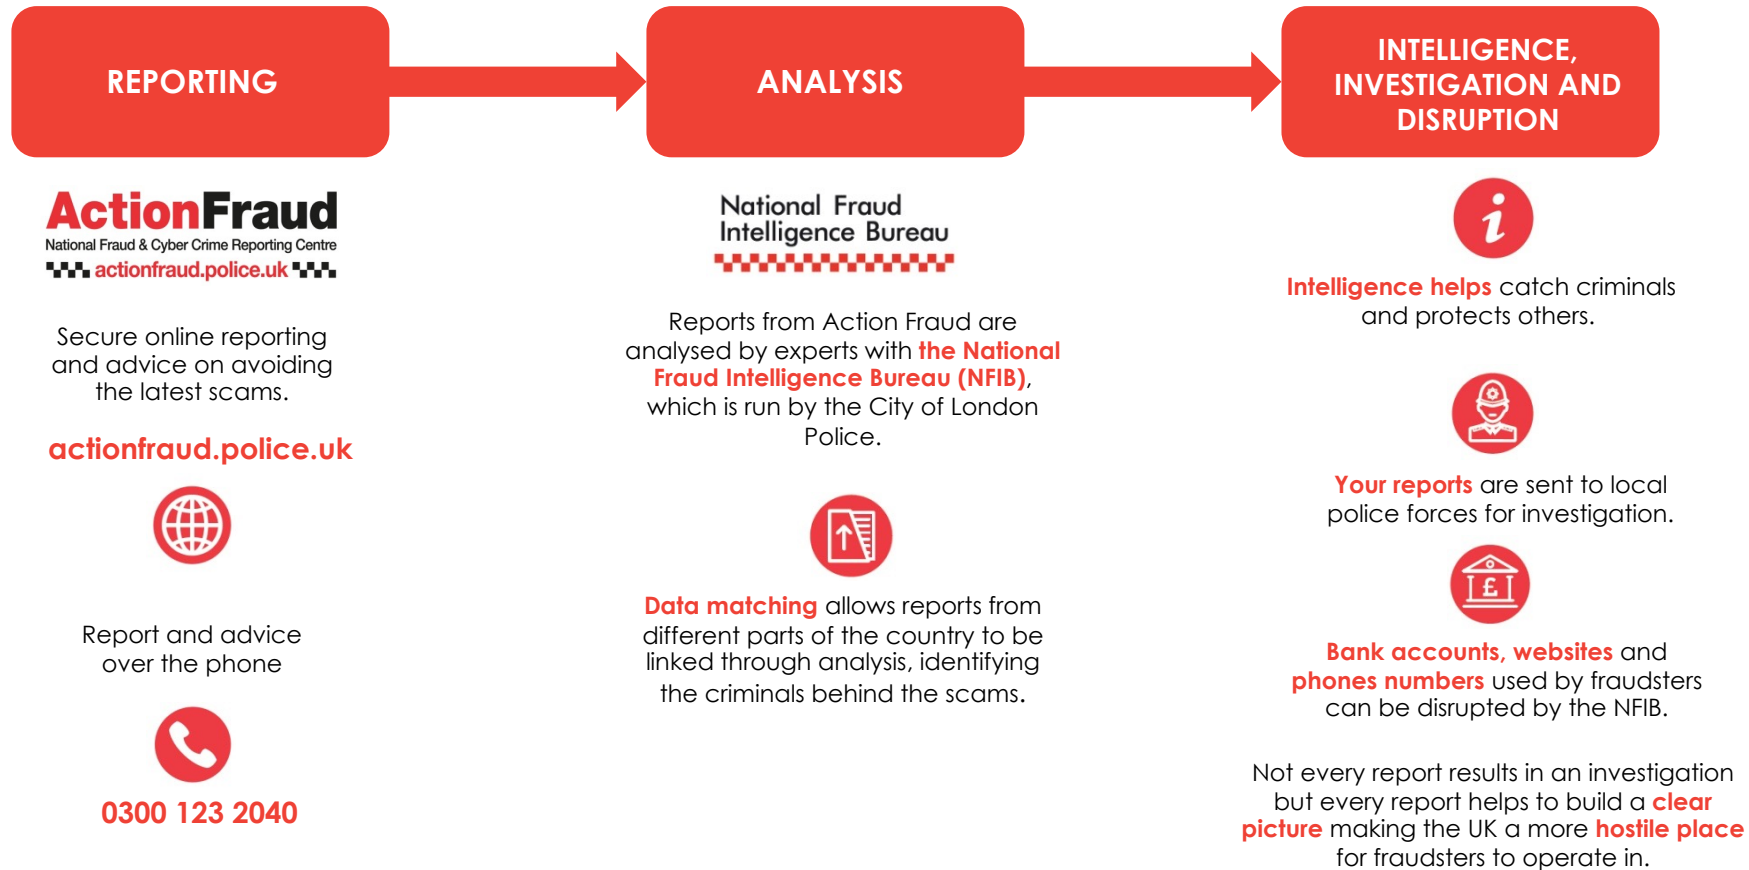 REPORTING
ActionFraud
National Fraud & Cyber Crime Reporting Centre
actionfraud.police.uk
Secure online reporting
and advice on avoiding
the latest scams.
actionfraud.police.uk
Report and advice
over the phone
0300 123 2040
ANALYSIS
National Fraud
Intelligence Bureau
Reports from Action Fraud are
analysed by experts with the National
Fraud Intelligence Bureau (NFIB),
which is run by the City of London
Police.
Data matching allows reports from
different parts of the country to be
linked through analysis, identifying
the criminals behind the scams.
INTELLIGENCE,
INVESTIGATION AND
DISRUPTION
i
Intelligence helps catch criminals
and protects others.
Your reports are sent to local
police forces for investigation.
£
Bank accounts, websites and
phones numbers used by fraudsters
can be disrupted by the NFIB.
Not every report results in an investigation
but every report helps to build a clear
picture making the UK a more hostile place
for fraudsters to operate in.